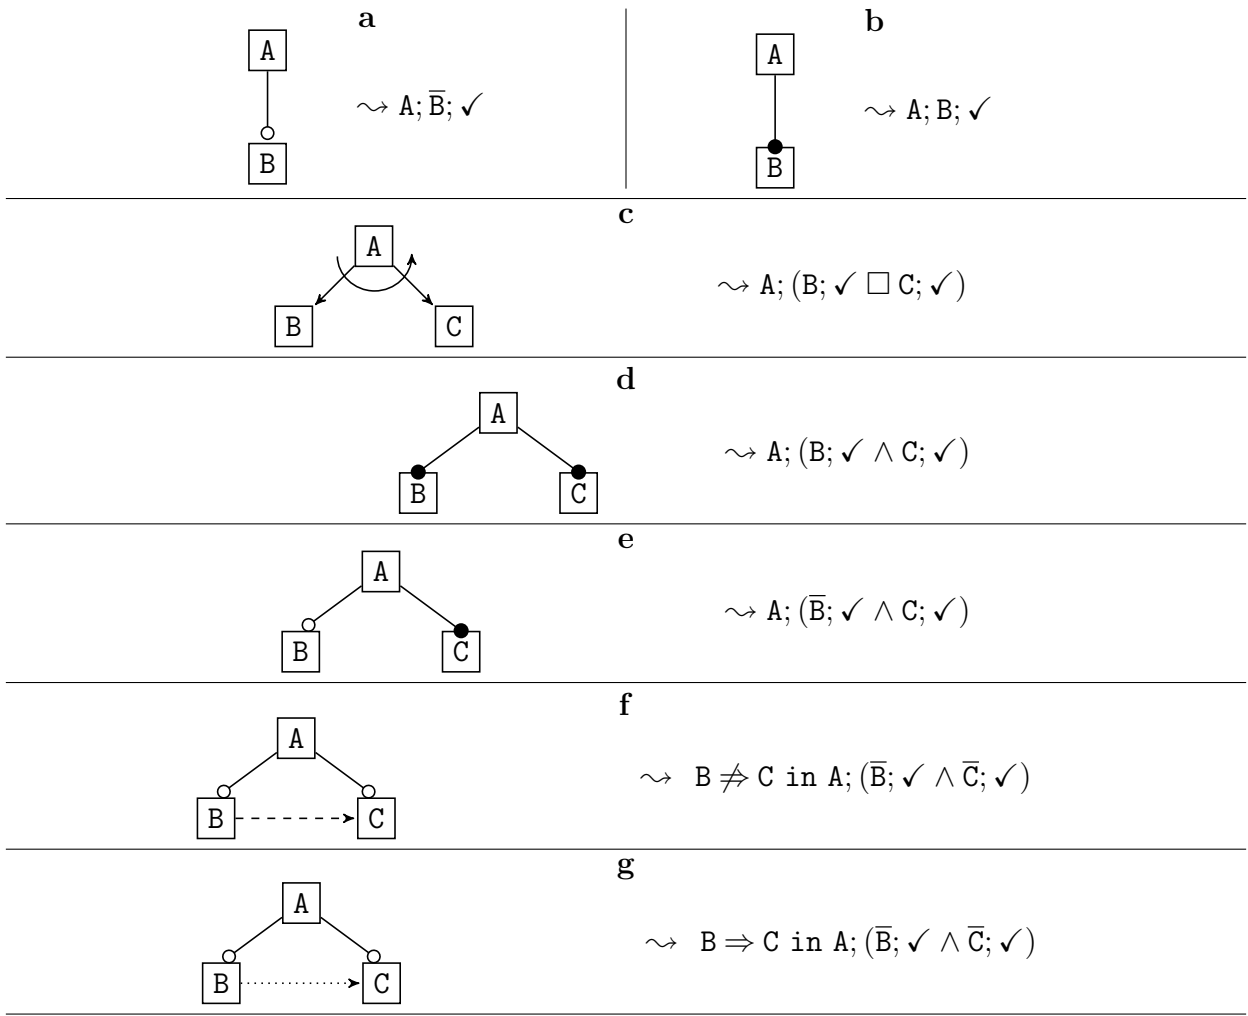 a
A
B
⤳ A; B̅; ✓
b
A
B
⤳ A; B; ✓
c
A
B C
⤳ A; (B; ✓ □ C; ✓)
d
A
B C
⤳ A; (B; ✓ ∧ C; ✓)
e
A
B C
⤳ A; (B̅; ✓ ∧ C; ✓)
f
A
B C
⤳ B ⇏ C in A; (B̅; ✓ ∧ C̅; ✓)
g
A
B C
⤳ B ⇒ C in A; (B̅; ✓ ∧ C̅; ✓)